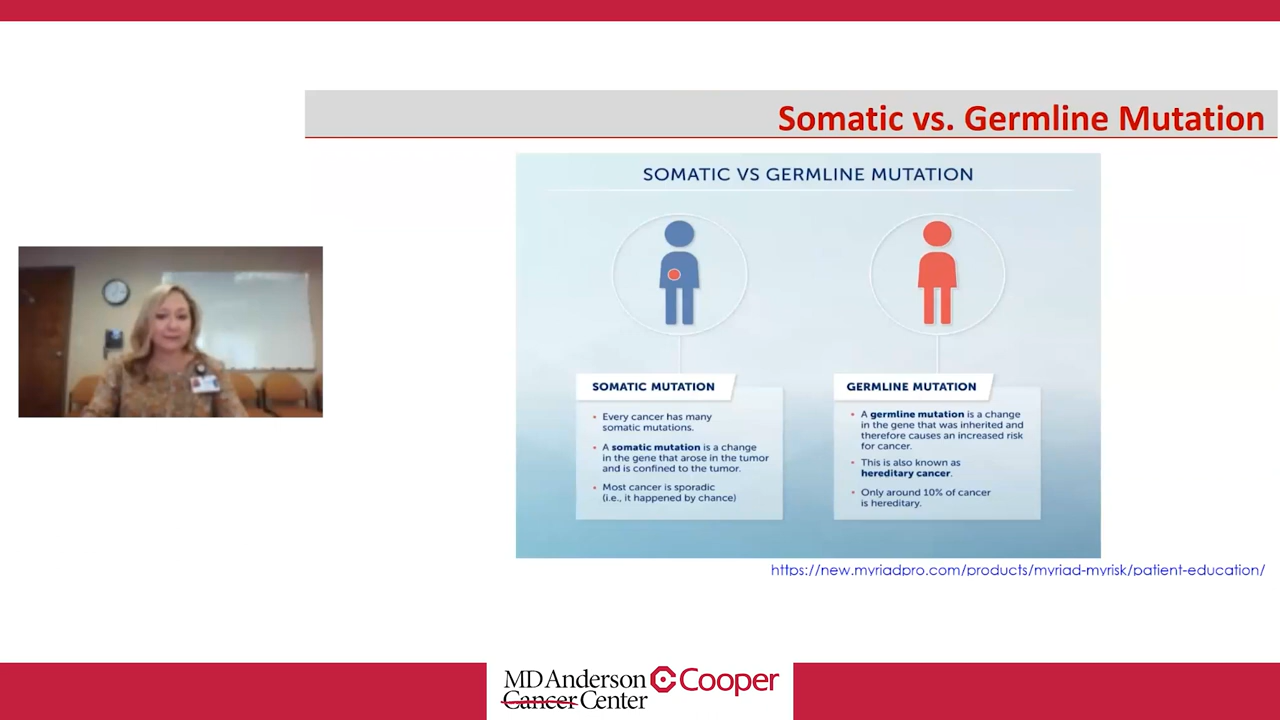 Somatic vs. Germline Mutation
SOMATIC VS GERMLINE MUTATION
SOMATIC MUTATION
• Every cancer has many
somatic mutations.
• A somatic mutation is a change
in the gene that arose in the tumor
and is confined to the tumor.
• Most cancer is sporadic
(i.e., it happened by chance)
GERMLINE MUTATION
• A germline mutation is a change
in the gene that was inherited and
therefore causes an increased risk
for cancer.
• This is also known as
hereditary cancer.
• Only around 10% of cancer
is hereditary.
https://new.myriadpro.com/products/myriad-myrisk/patient-education/
MD Anderson
Cancer Center
Cooper